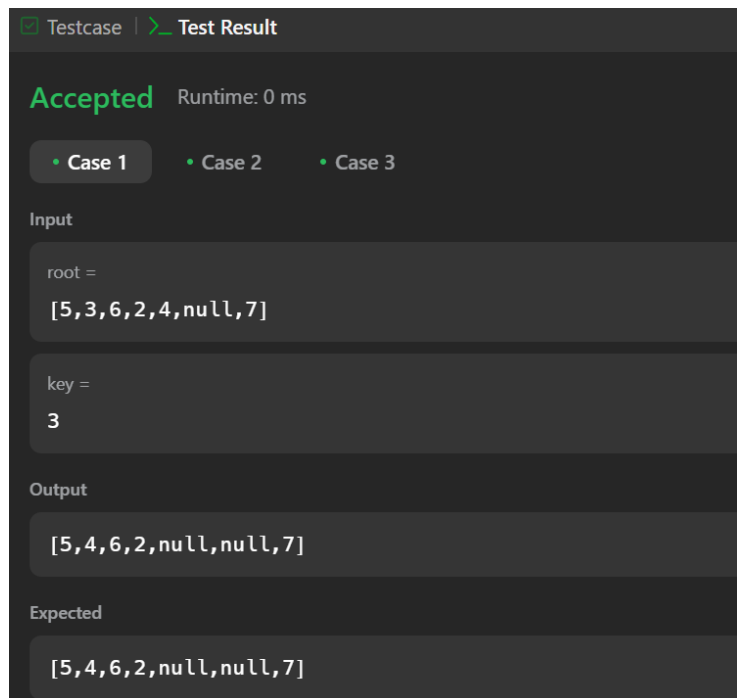 Testcase | >_ Test Result
Accepted Runtime: 0 ms
• Case 1 • Case 2 • Case 3
Input
root =
[5,3,6,2,4,null,7]
key =
3
Output
[5,4,6,2,null,null,7]
Expected
[5,4,6,2,null,null,7]